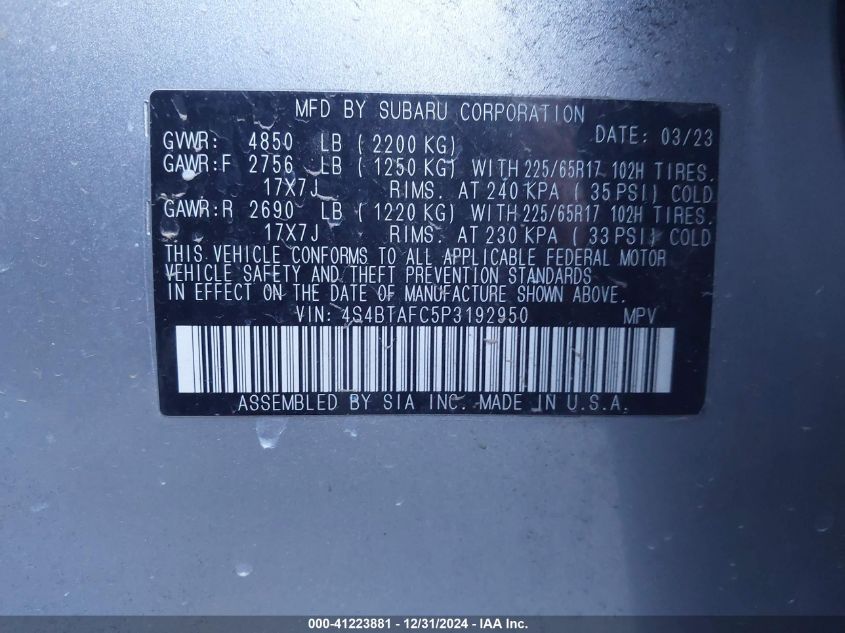 MFD BY SUBARU CORPORATION
DATE: 03/23
GVWR: 4850 LB ( 2200 KG)
GAWR:F 2756 LB ( 1250 KG) WITH 225/65R17 102H TIRES.
17X7J RIMS. AT 240 KPA ( 35 PSI) COLD
GAWR:R 2690 LB ( 1220 KG) WITH 225/65R17 102H TIRES.
17X7J RIMS. AT 230 KPA ( 33 PSI) COLD
THIS VEHICLE CONFORMS TO ALL APPLICABLE FEDERAL MOTOR
VEHICLE SAFETY AND THEFT PREVENTION STANDARDS
IN EFFECT ON THE DATE OF MANUFACTURE SHOWN ABOVE.
VIN: 4S4BTAFC5P3192950 MPV
ASSEMBLED BY SIA INC. MADE IN U.S.A.
000-41223881 - 12/31/2024 - IAA Inc.